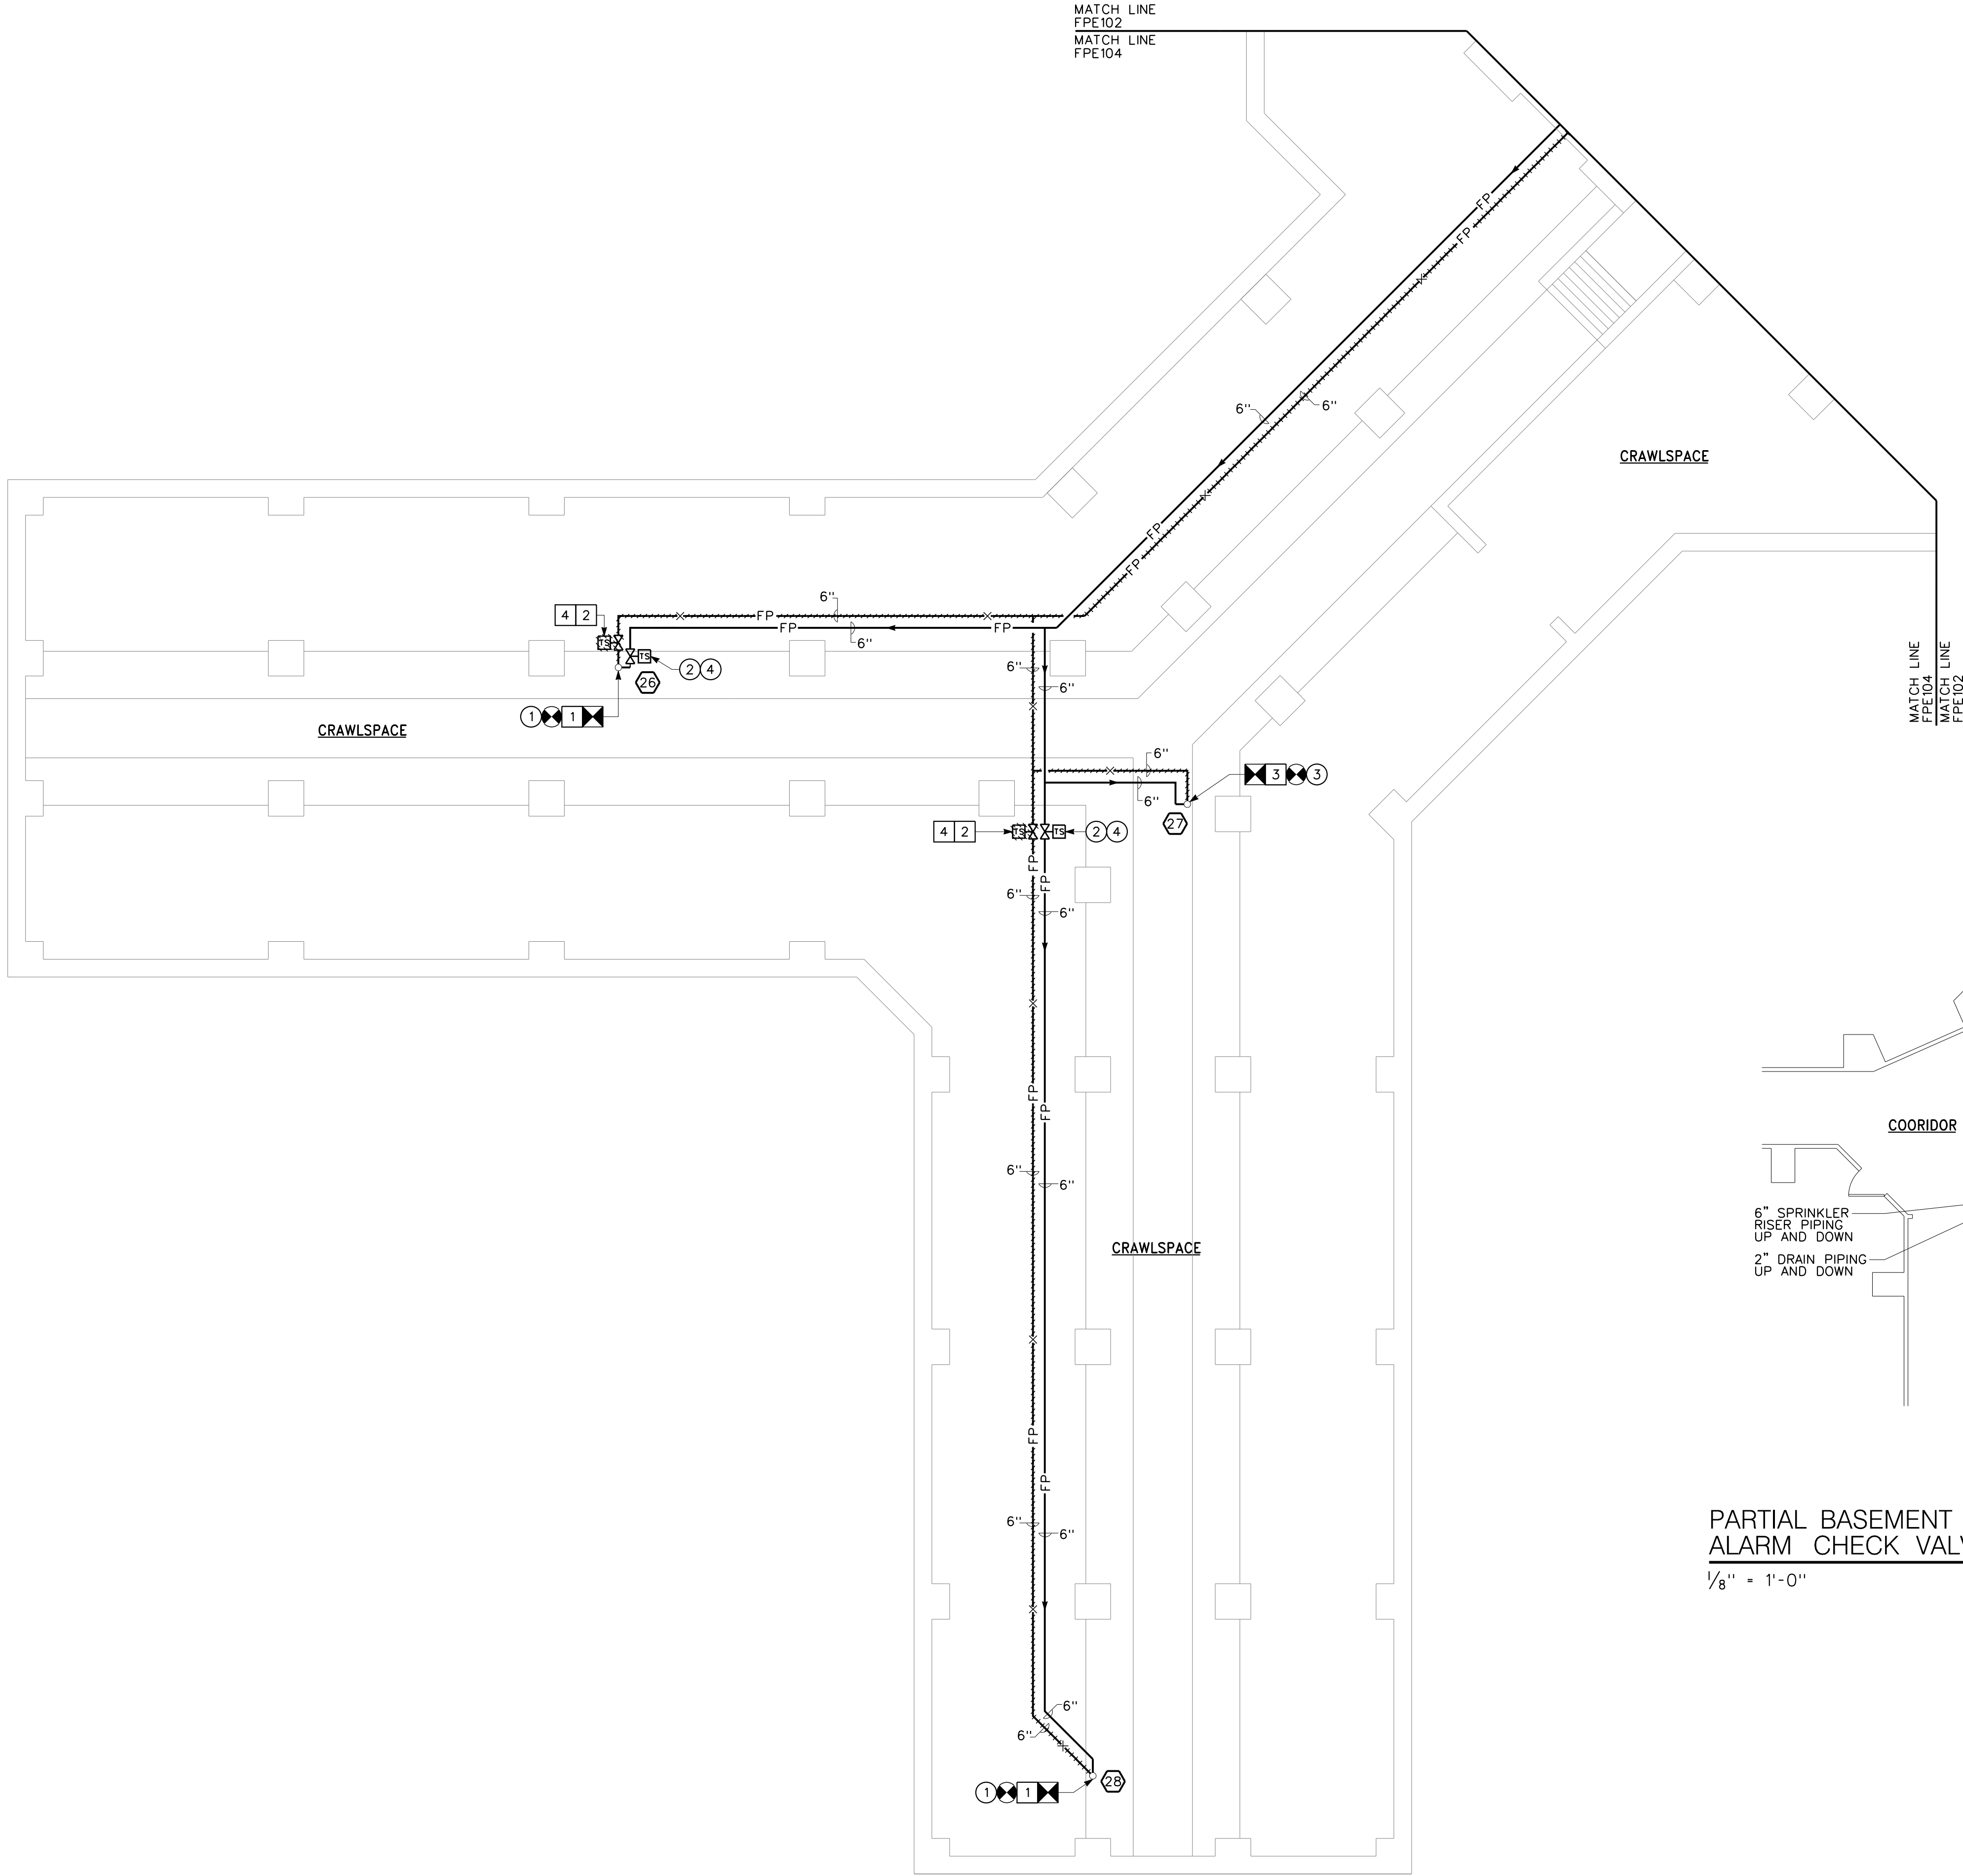 MATCH LINE
FPE102
MATCH LINE
FPE104
FP
FP
6"
6"
CRAWLSPACE
FP
FP
6"
4 2
FP
FP
FP
6"
TS
TS
2 4
26
6"
6"
1 1
CRAWLSPACE
MATCH LINE
FPE104
MATCH LINE
FPE102
6"
3 3
6"
27
4 2
TS
TS
2 4
FP
FP
6"
6"
FP
FP
COORIDOR
6"
6"
6" SPRINKLER
RISER PIPING
UP AND DOWN
2" DRAIN PIPING
UP AND DOWN
CRAWLSPACE
FP
FP
6"
6"
PARTIAL BASEMENT
ALARM CHECK VAL
1/8" = 1'-0"
6"
6"
28
1 1